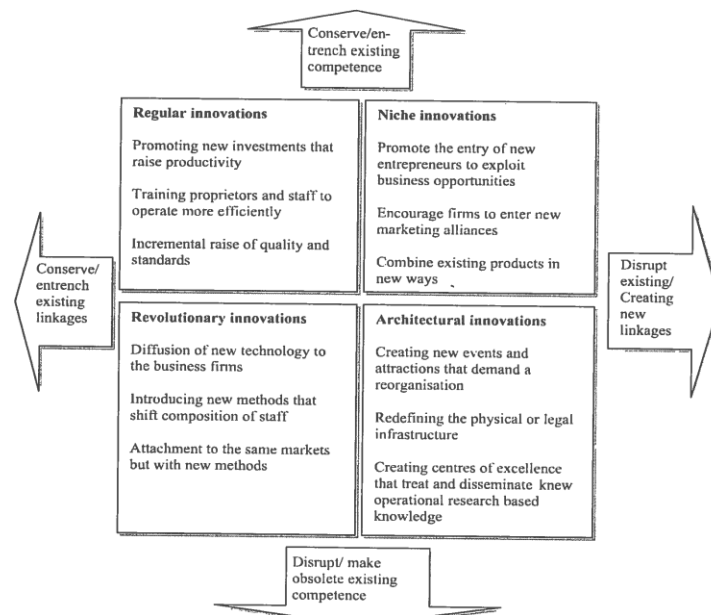 Conserve/en-
trench existing
competence
Regular innovations
Promoting new investments that
raise productivity
Training proprietors and staff to
operate more efficiently
Incremental raise of quality and
standards
Niche innovations
Promote the entry of new
entrepreneurs to exploit
business opportunities
Encourage firms to enter new
marketing alliances
Combine existing products in
new ways
Conserve/
entrench
existing
linkages
Disrupt
existing/
Creating
new
linkages
Revolutionary innovations
Diffusion of new technology to
the business firms
Introducing new methods that
shift composition of staff
Attachment to the same markets
but with new methods
Architectural innovations
Creating new events and
attractions that demand a
reorganisation
Redefining the physical or legal
infrastructure
Creating centres of excellence
that treat and disseminate knew
operational research based
knowledge
Disrupt/ make
obsolete existing
competence